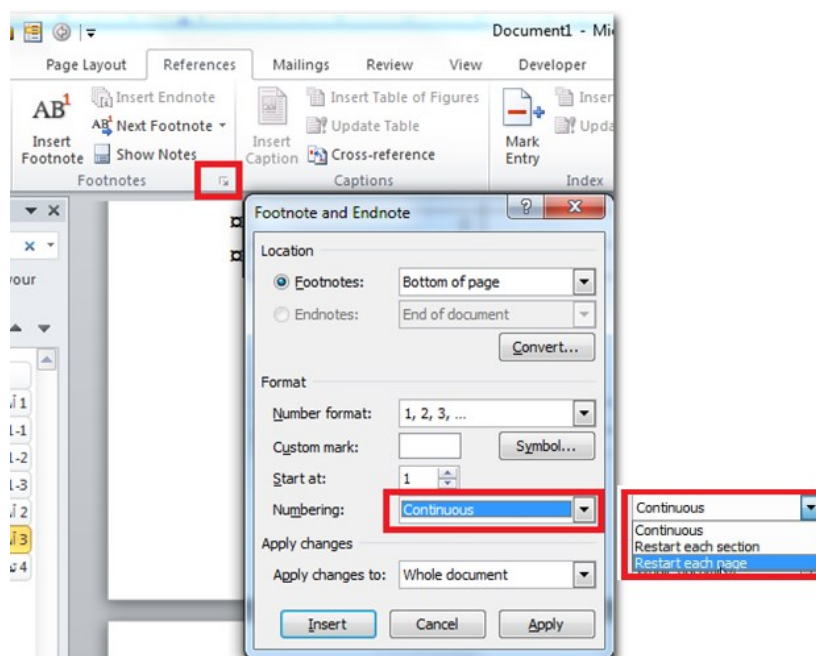 Document1 - Mi
Page Layout References Mailings Review View Developer
AB1 Insert Endnote Insert Table of Figures Inser
AB1 Next Footnote Update Table Upda
Insert Footnote Show Notes Insert Caption Cross-reference Mark Entry
Footnotes Captions Index
Footnote and Endnote
Location
our
Footnotes: Bottom of page
Endnotes: End of document
Convert...
Format
Number format: 1, 2, 3, ...
Custom mark: Symbol...
Start at: 1
Numbering: Continuous
Continuous
Continuous
Restart each section
Restart each page
Apply changes
Apply changes to: Whole document
Insert Cancel Apply